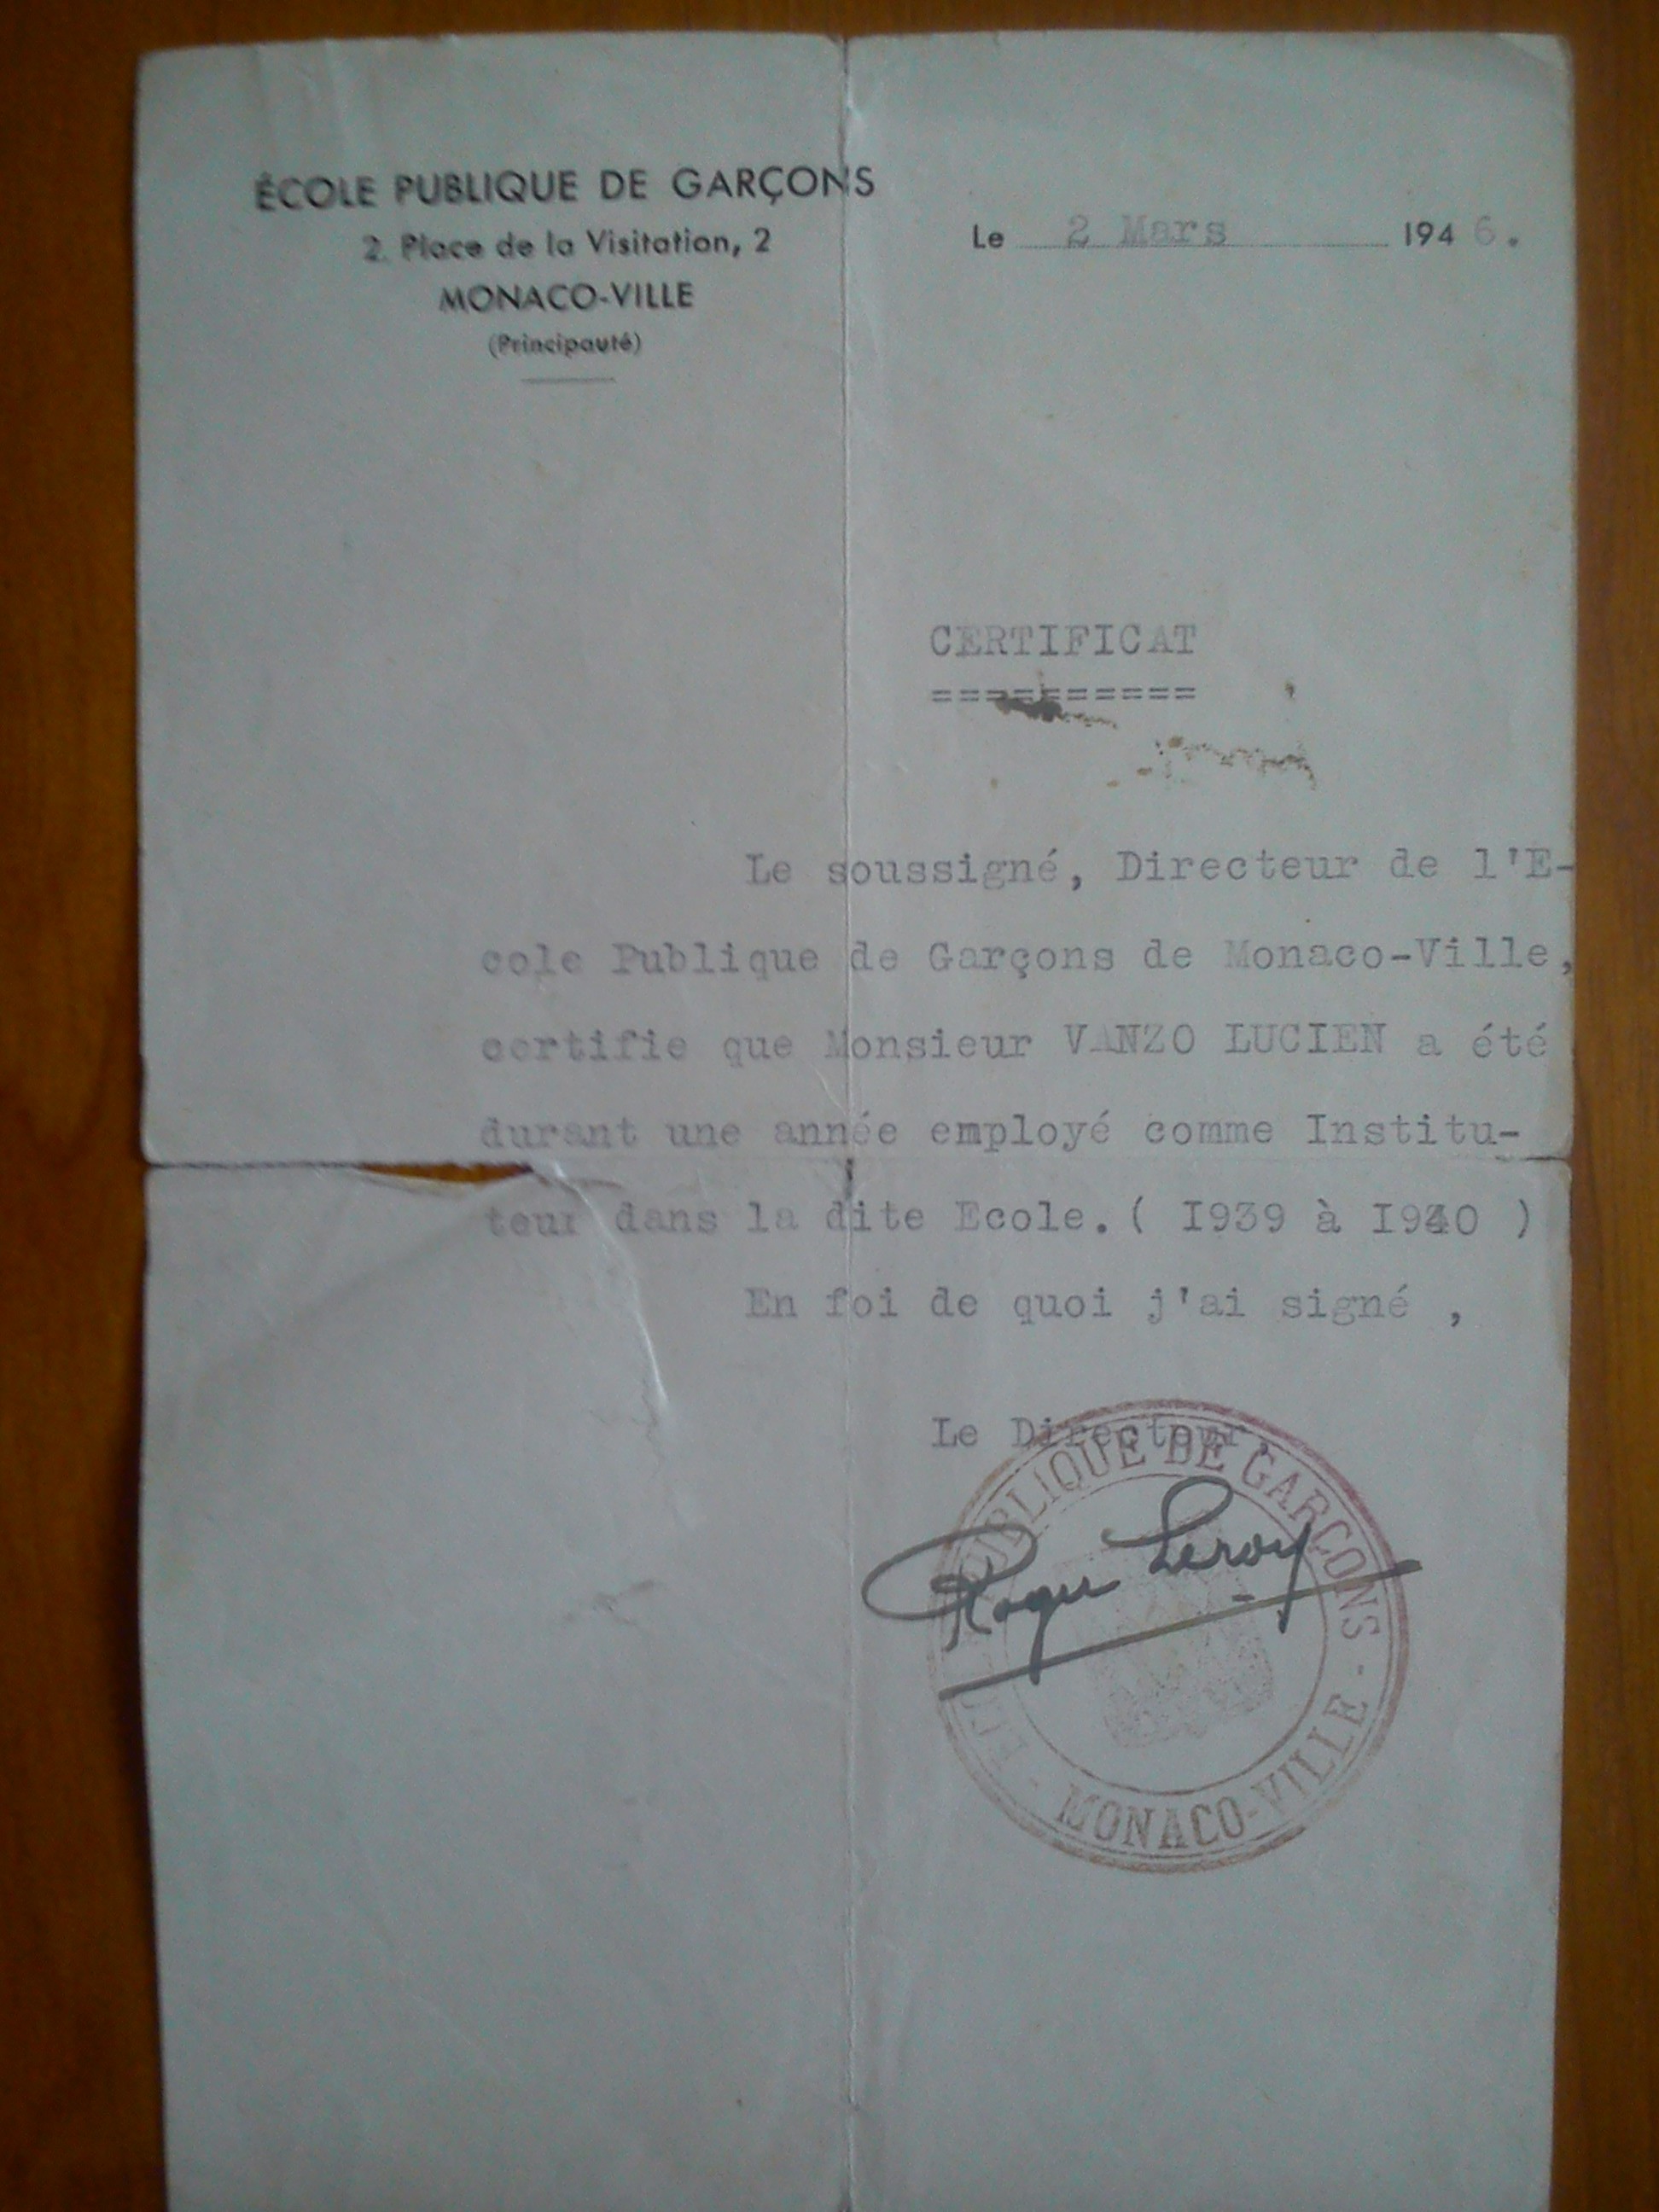 ÉCOLE PUBLIQUE DE GARÇONS
2, Place de la Visitation, 2
MONACO-VILLE
(Principauté)
Le 2 Mars 1946.
CERTIFICAT
==========
Le soussigné, Directeur de l'E-
cole Publique de Garçons de Monaco-Ville,
certifie que Monsieur VANZO LUCIEN a été
durant une année employé comme Institu-
teur dans la dite Ecole. ( I939 à I940 )
En foi de quoi j'ai signé ,
Le Directeur,
PUBLIQUE DE GARÇONS
Leroy
- MONACO-VILLE -